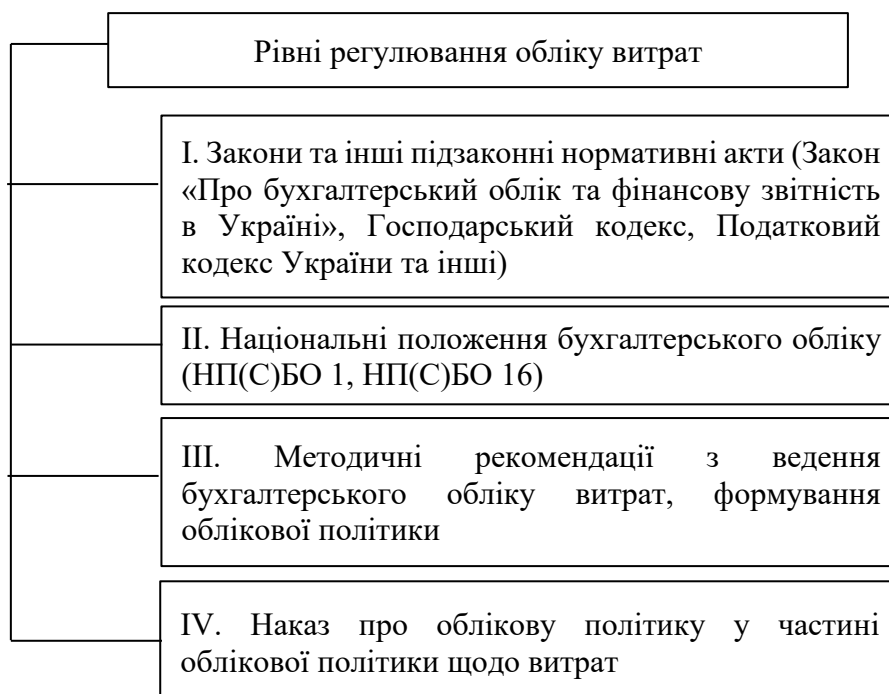 Рівні регулювання обліку витрат
I. Закони та інші підзаконні нормативні акти (Закон
«Про бухгалтерський облік та фінансову звітність
в Україні», Господарський кодекс, Податковий
кодекс України та інші)
II. Національні положення бухгалтерського обліку
(НП(С)БО 1, НП(С)БО 16)
III. Методичні рекомендації з ведення
бухгалтерського обліку витрат, формування
облікової політики
IV. Наказ про облікову політику у частині
облікової політики щодо витрат